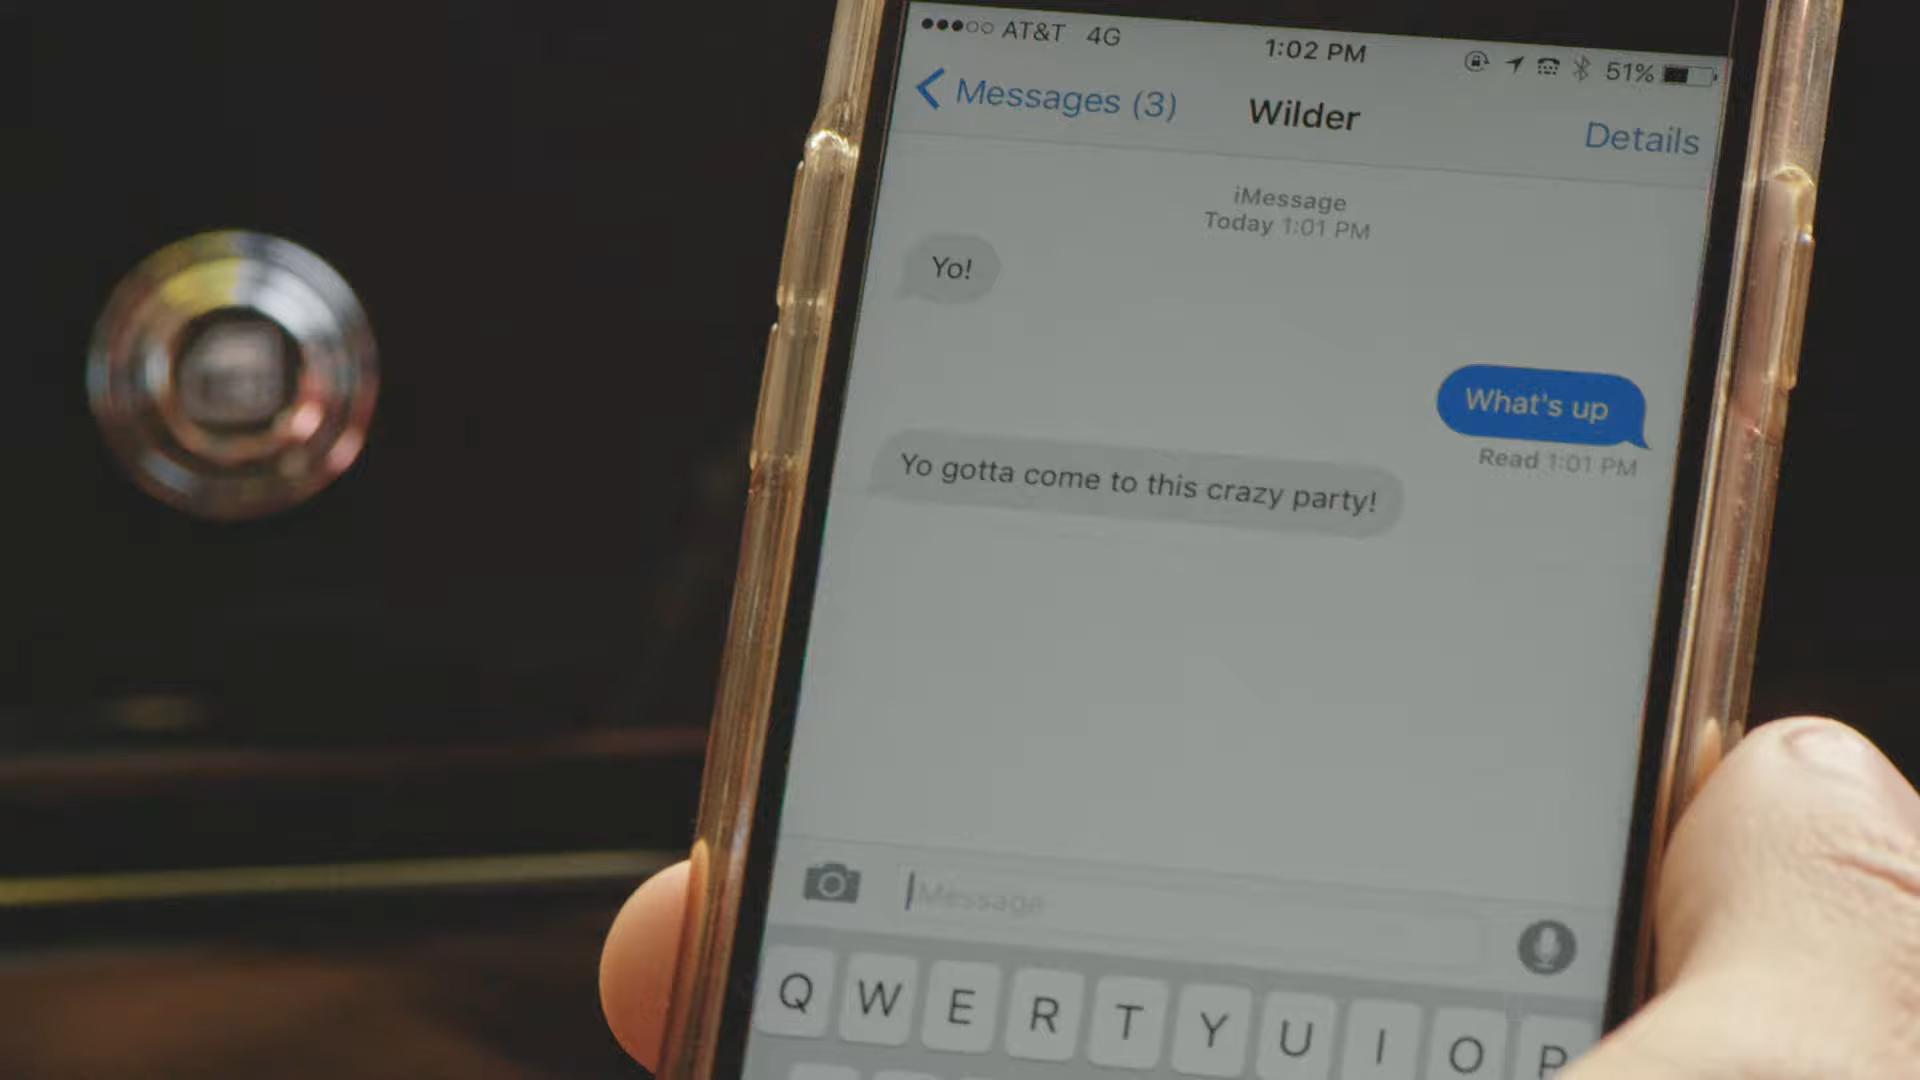 AT&T 4G 1:02 PM 51%
Messages (3) Wilder Details
iMessage
Today 1:01 PM
Yo!
What's up
Read 1:01 PM
Yo gotta come to this crazy party!
Message
Q W E R T Y U I O P